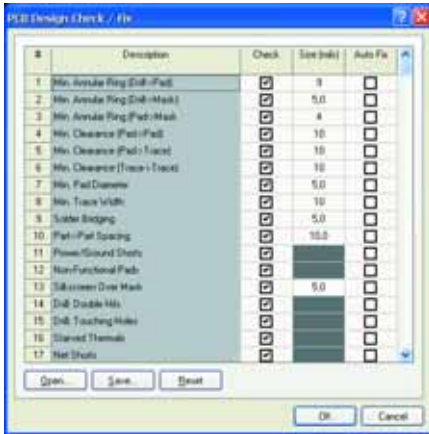 PCB Design Check / Fix
# Description Check Size (mils) Auto Fix
1 Min. Annular Ring (Drill->Pad) 9
2 Min. Annular Ring (Drill->Mask) 5.0
3 Min. Annular Ring (Pad->Mask 4
4 Min. Clearance (Pad->Pad) 10
5 Min. Clearance (Pad->Trace) 10
6 Min. Clearance (Trace->Trace) 10
7 Min. Pad Diameter 5.0
8 Min. Trace Width 10
9 Solder Bridging 5.0
10 Part->Part Spacing 10.0
11 Power/Ground Shorts
12 Non-Functional Pads
13 Silkscreen Over Mask 5.0
14 Drill: Double Hits
15 Drill: Touching Holes
16 Starved Thermals
17 Net Shorts
Open... Save... Reset
OK Cancel